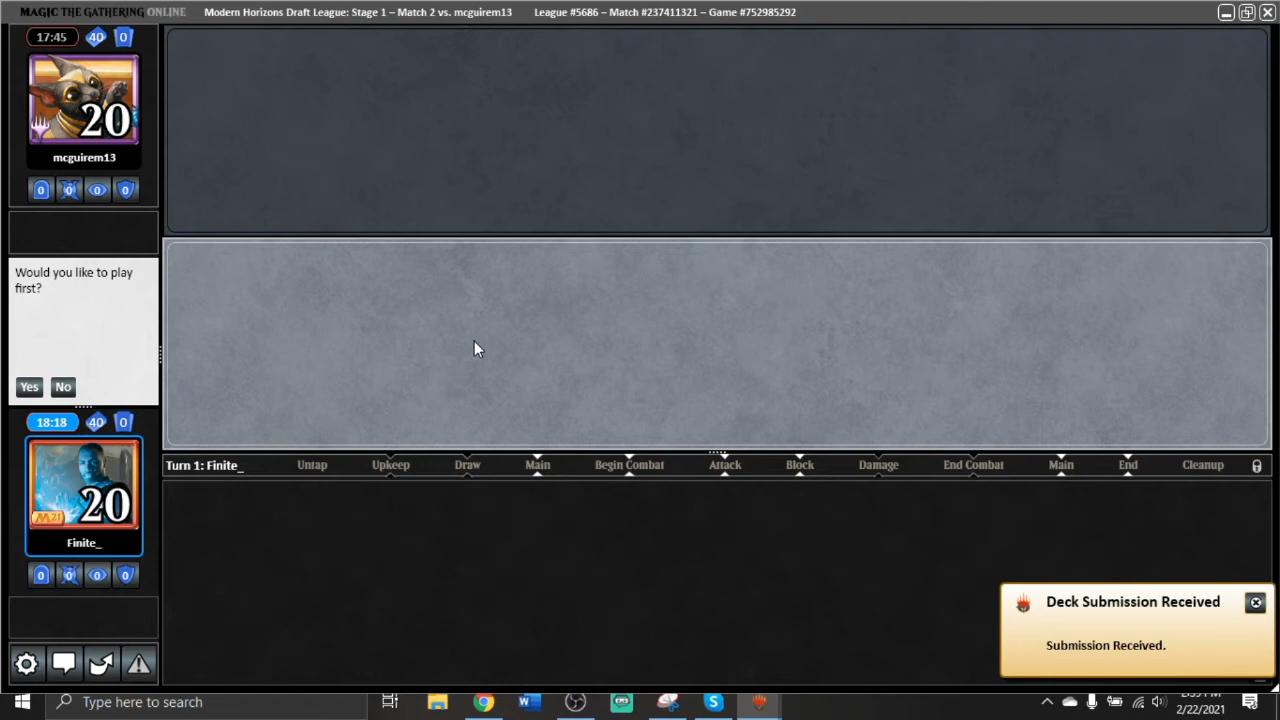 MAGIC THE GATHERING ONLINE Modern Horizons Draft League: Stage 1 – Match 2 vs. mcguirem13 League #5686 – Match #237411321 – Game #752985292
17:45 40 0
20
mcguirem13
0 0 0 0
Would you like to play
first?
Yes No
18:18 40 0
M21 20
Finite_
0 0 0 0
Turn 1: Finite_ Untap Upkeep Draw Main Begin Combat Attack Block Damage End Combat Main End Cleanup
Deck Submission Received
Submission Received.
Type here to search
2/22/2021